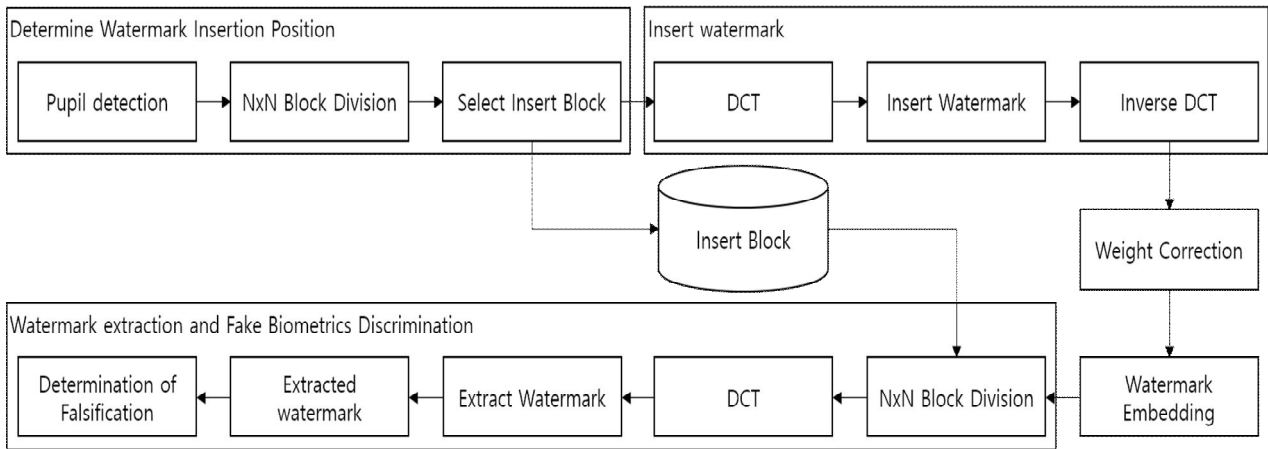 Determine Watermark Insertion Position
Pupil detection
NxN Block Division
Select Insert Block
Insert watermark
DCT
Insert Watermark
Inverse DCT
Insert Block
Weight Correction
Watermark extraction and Fake Biometrics Discrimination
Determination of
Falsification
Extracted
watermark
Extract Watermark
DCT
NxN Block Division
Watermark
Embedding